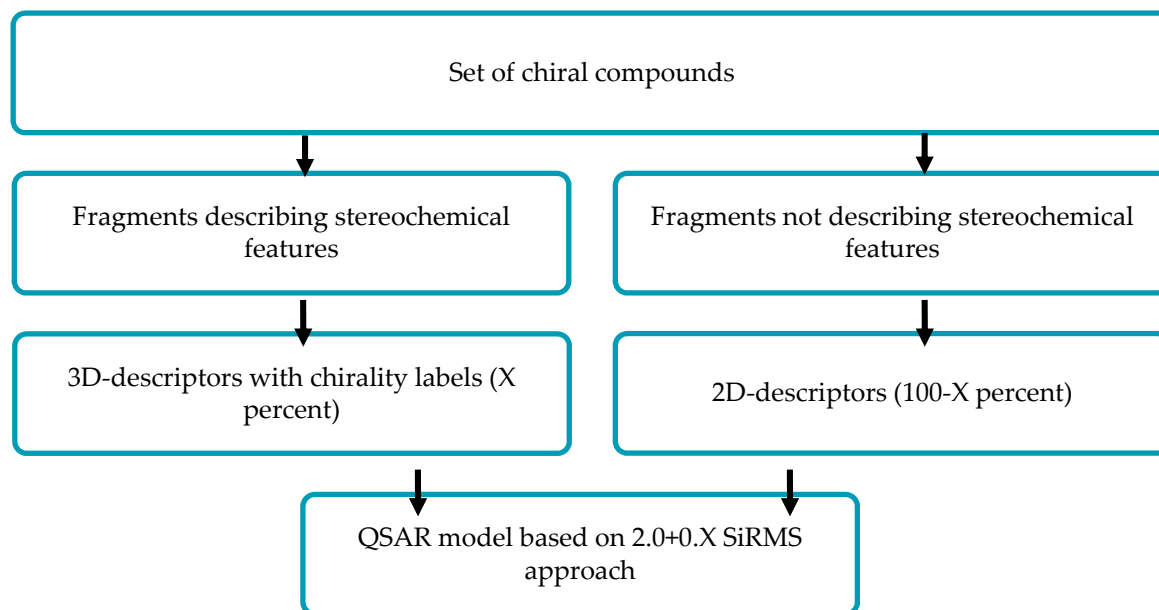 Set of chiral compounds
Fragments describing stereochemical
features
Fragments not describing stereochemical
features
3D-descriptors with chirality labels (X
percent)
2D-descriptors (100-X percent)
QSAR model based on 2.0+0.X SiRMS
approach